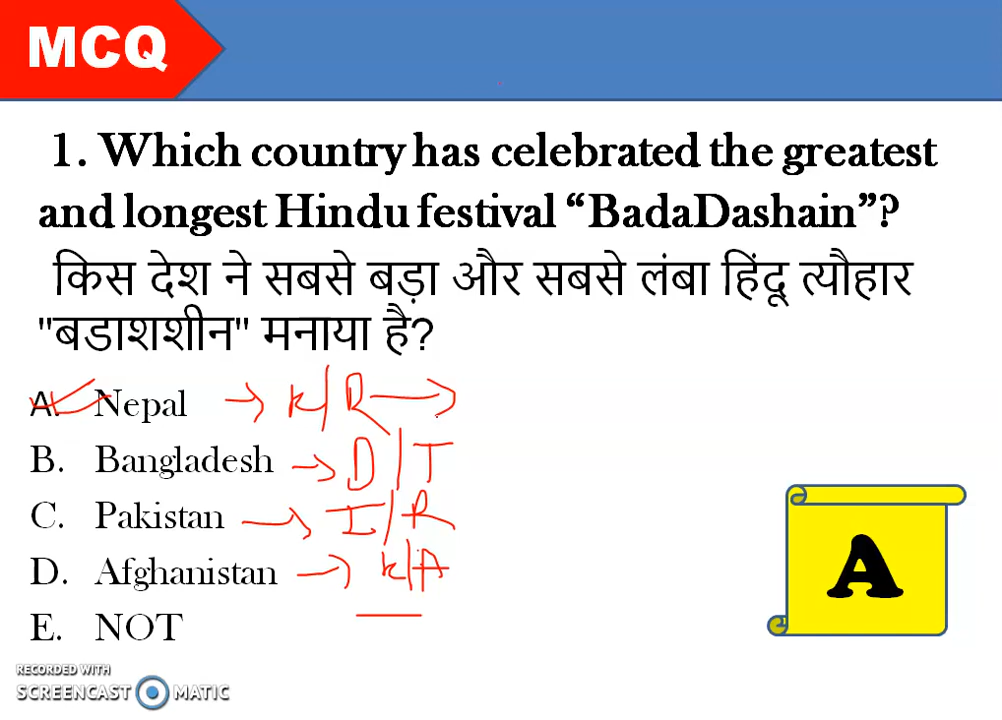 MCQ
1. Which country has celebrated the greatest
and longest Hindu festival “BadaDashain”?
किस देश ने सबसे बड़ा और सबसे लंबा हिंदू त्यौहार
"बडाशशीन" मनाया है?
A. Nepal → K/R →
B. Bangladesh → D/T
C. Pakistan → I/R
D. Afghanistan → K/A
E. NOT
A
RECORDED WITH
SCREENCAST MATIC